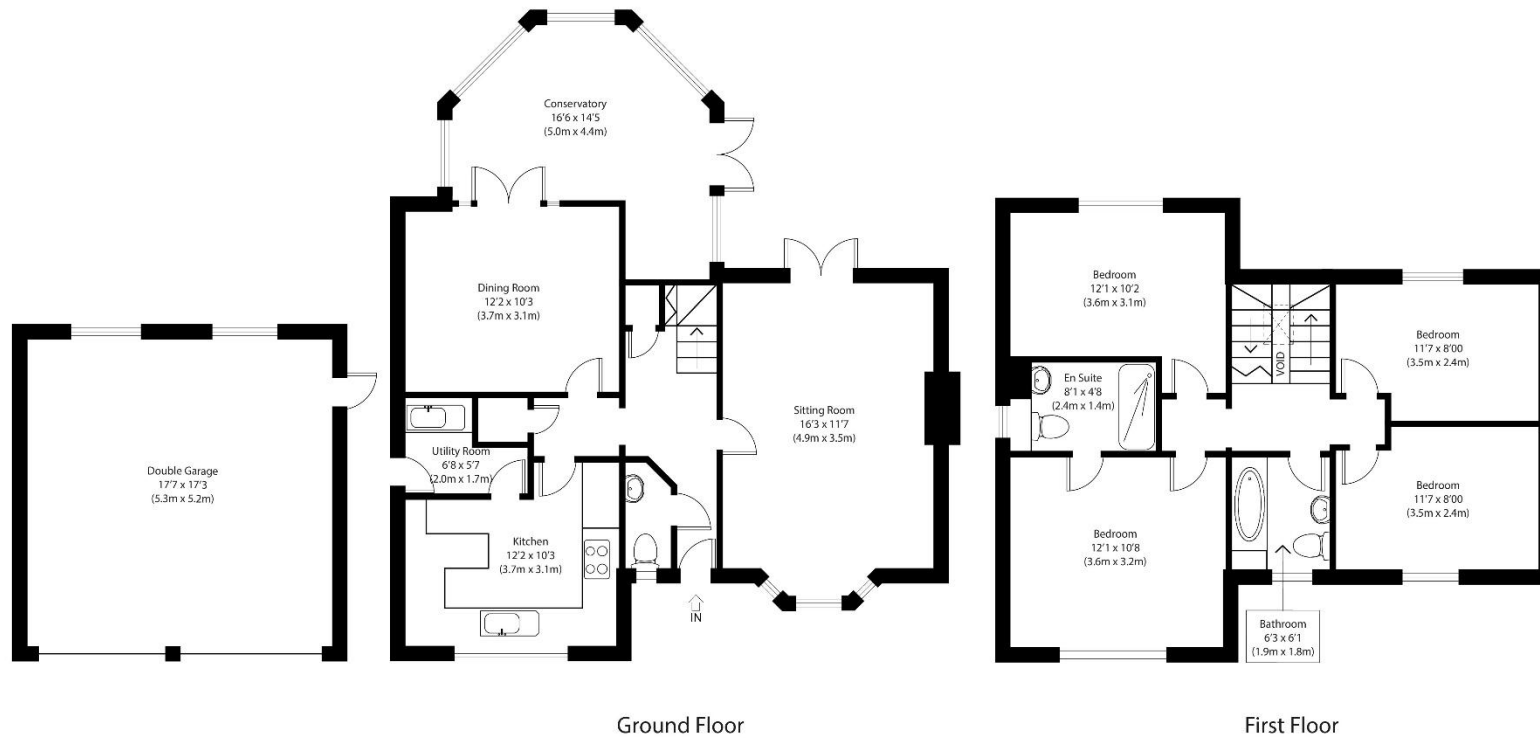 Conservatory
16'6 x 14'5
(5.0m x 4.4m)
Dining Room
12'2 x 10'3
(3.7m x 3.1m)
Sitting Room
16'3 x 11'7
(4.9m x 3.5m)
Utility Room
6'8 x 5'7
(2.0m x 1.7m)
Double Garage
17'7 x 17'3
(5.3m x 5.2m)
Kitchen
12'2 x 10'3
(3.7m x 3.1m)
IN
Ground Floor
Bedroom
12'1 x 10'2
(3.6m x 3.1m)
VOID
Bedroom
11'7 x 8'00
(3.5m x 2.4m)
En Suite
8'1 x 4'8
(2.4m x 1.4m)
Bedroom
11'7 x 8'00
(3.5m x 2.4m)
Bedroom
12'1 x 10'8
(3.6m x 3.2m)
Bathroom
6'3 x 6'1
(1.9m x 1.8m)
First Floor